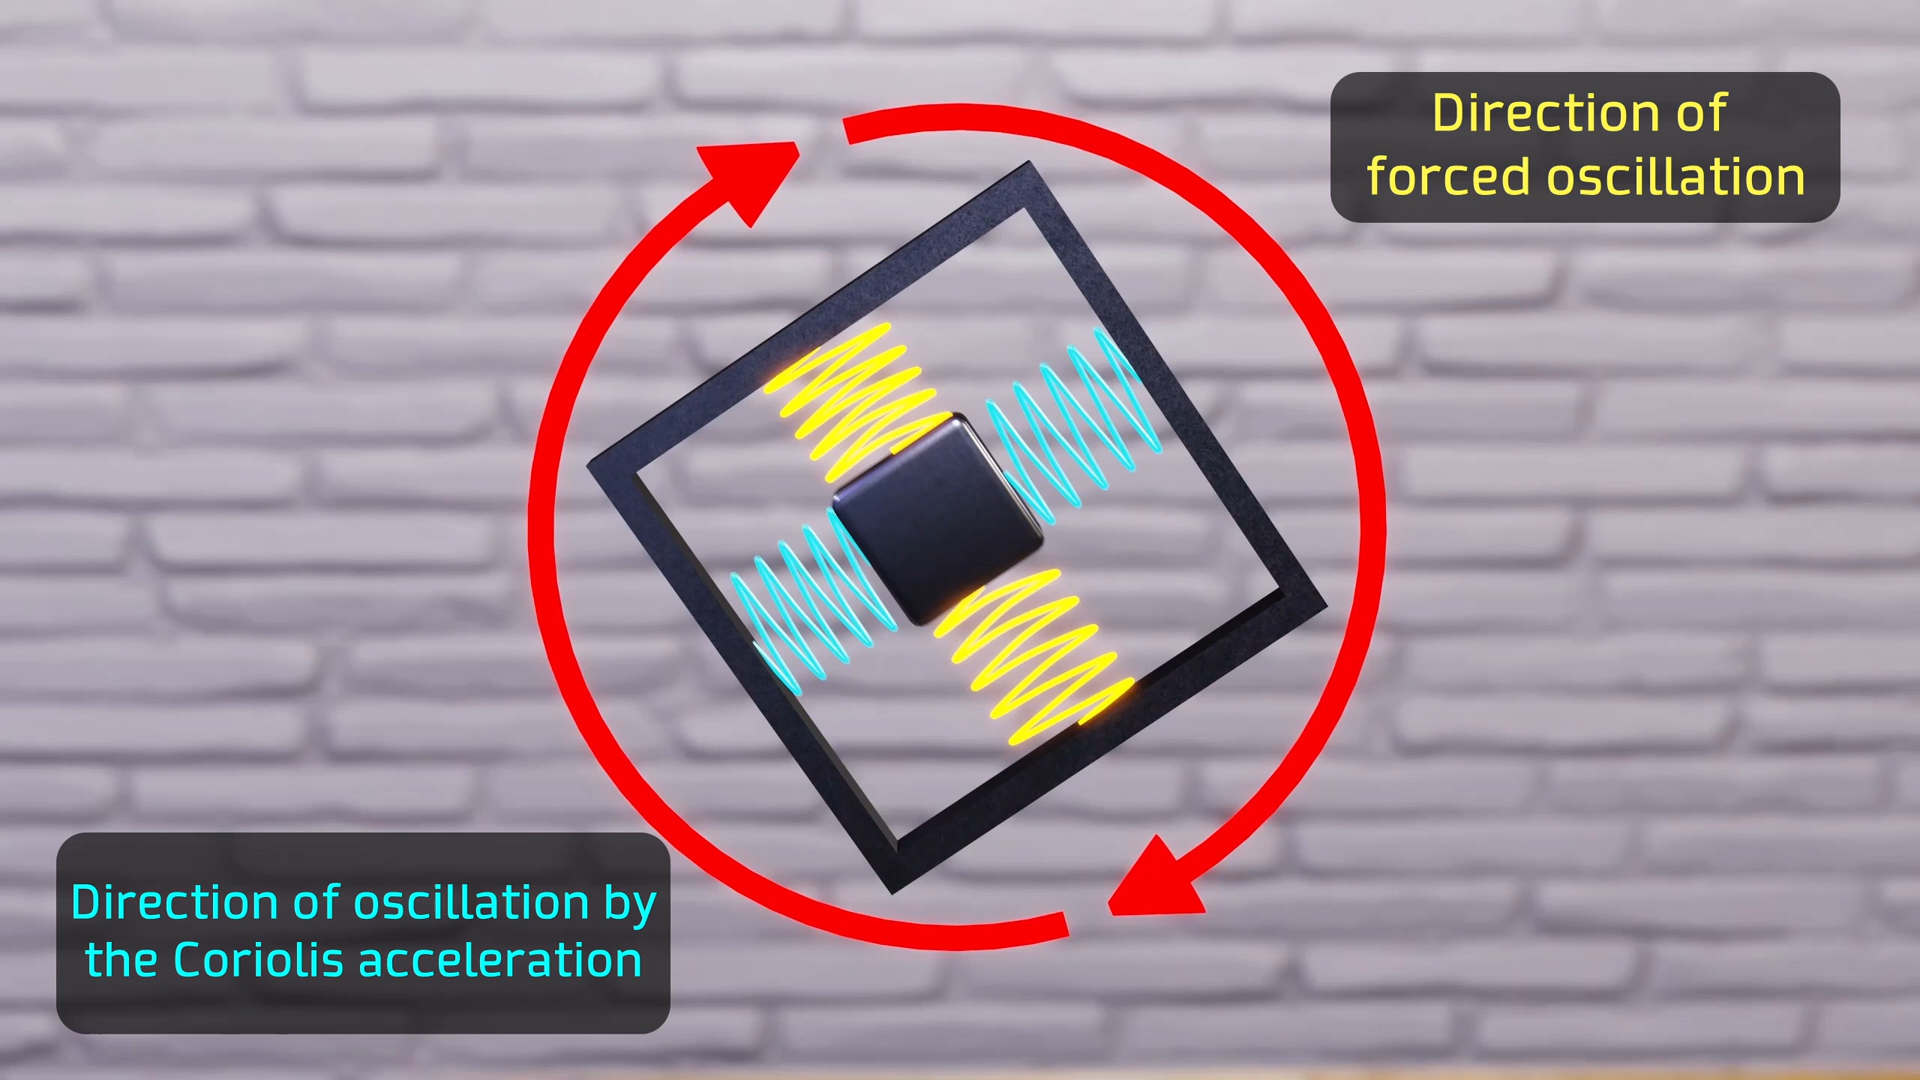 Direction of
forced oscillation
Direction of oscillation by
the Coriolis acceleration